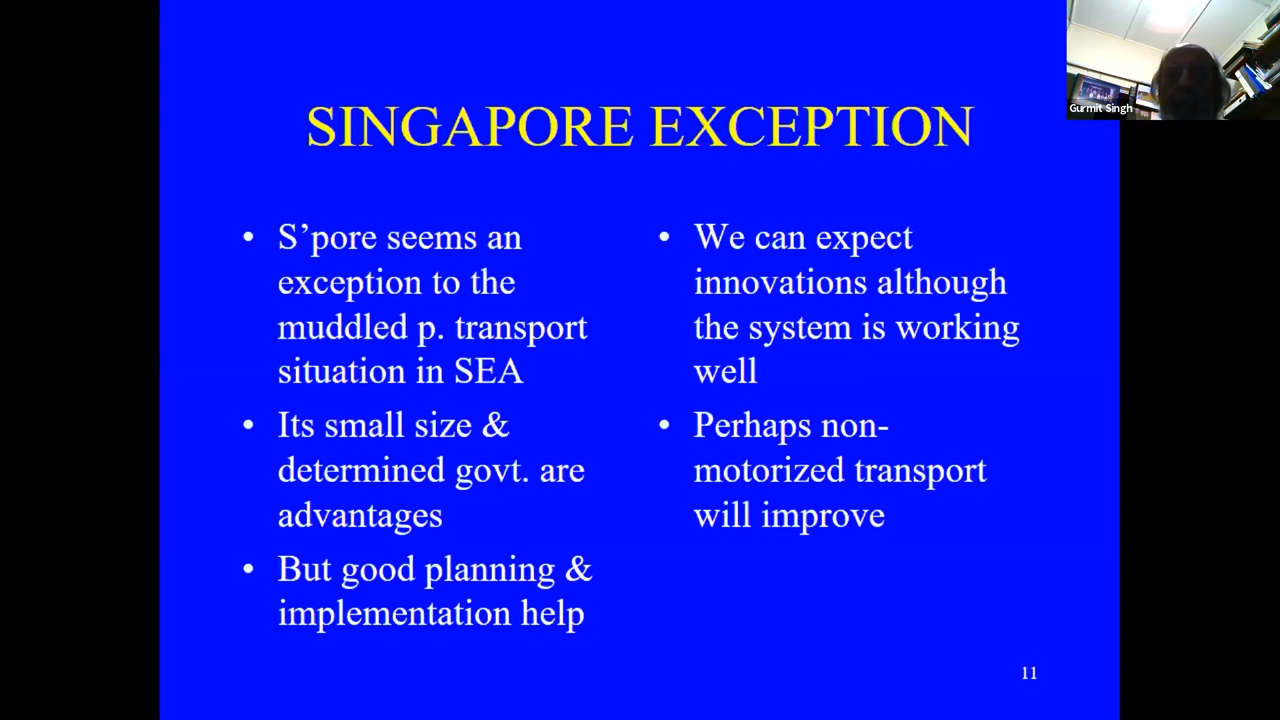 SINGAPORE EXCEPTION
• S’pore seems an
exception to the
muddled p. transport
situation in SEA
• Its small size &
determined govt. are
advantages
• But good planning &
implementation help
• We can expect
innovations although
the system is working
well
• Perhaps non-
motorized transport
will improve
11
Gurmit Singh